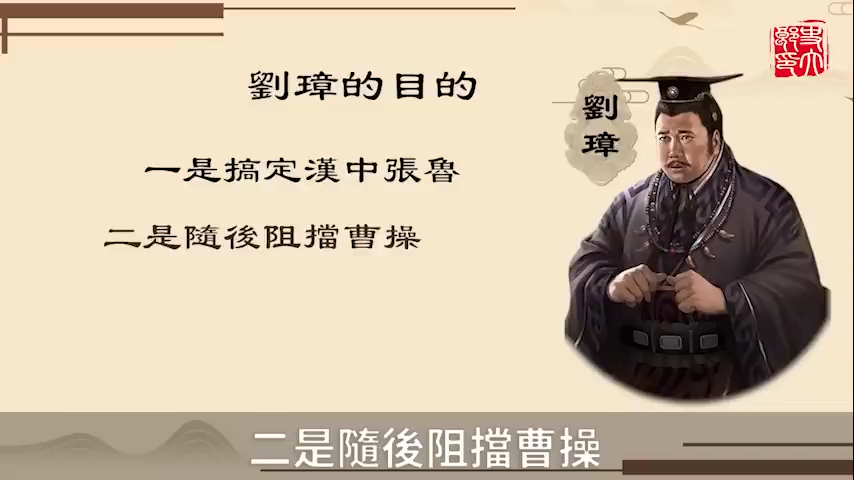 劉璋的目的
一是搞定漢中張魯
二是隨後阻擋曹操
劉璋
二是隨後阻擋曹操